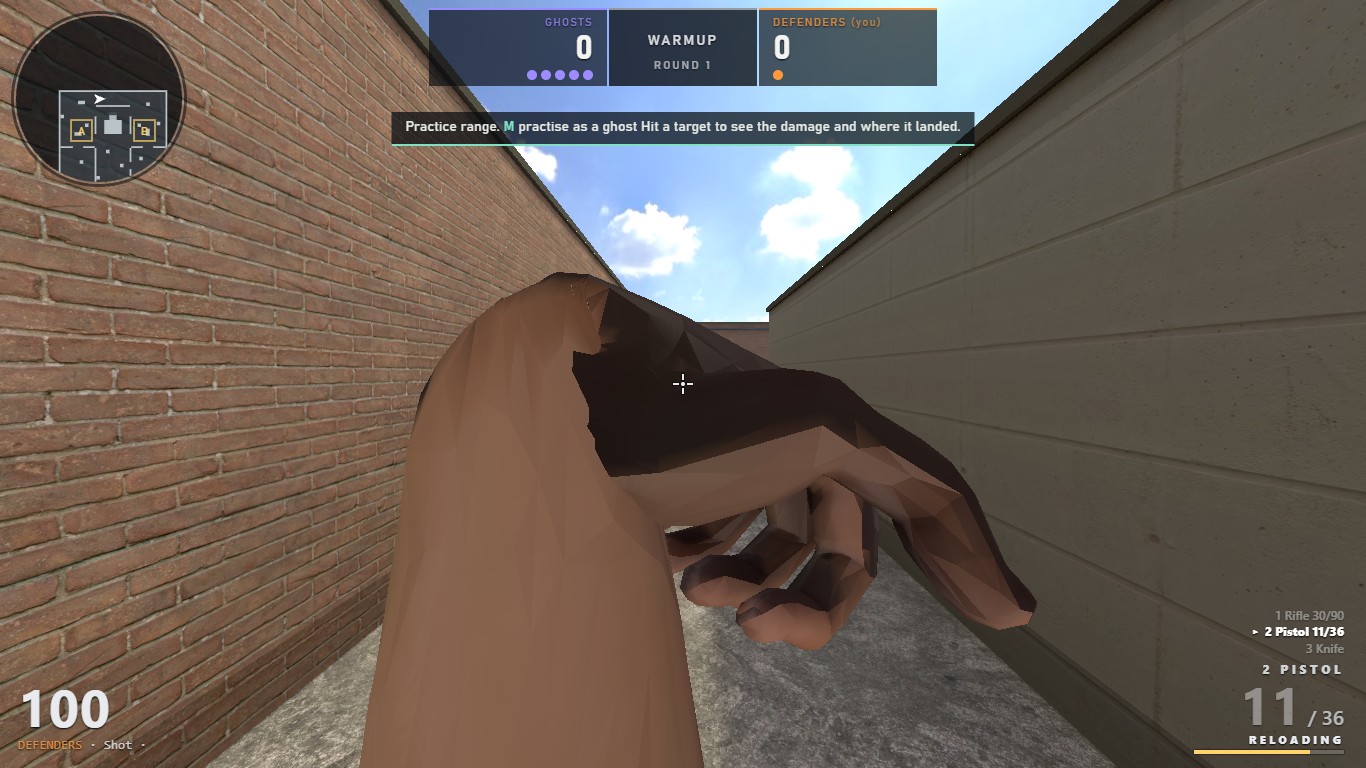 GHOSTS
0
WARMUP
ROUND 1
DEFENDERS (you)
0
A
B
Practice range. M practise as a ghost Hit a target to see the damage and where it landed.
1 Rifle 30/90
▸ 2 Pistol 11/36
3 Knife
2 PISTOL
11 / 36
RELOADING
100
DEFENDERS · Shot ·